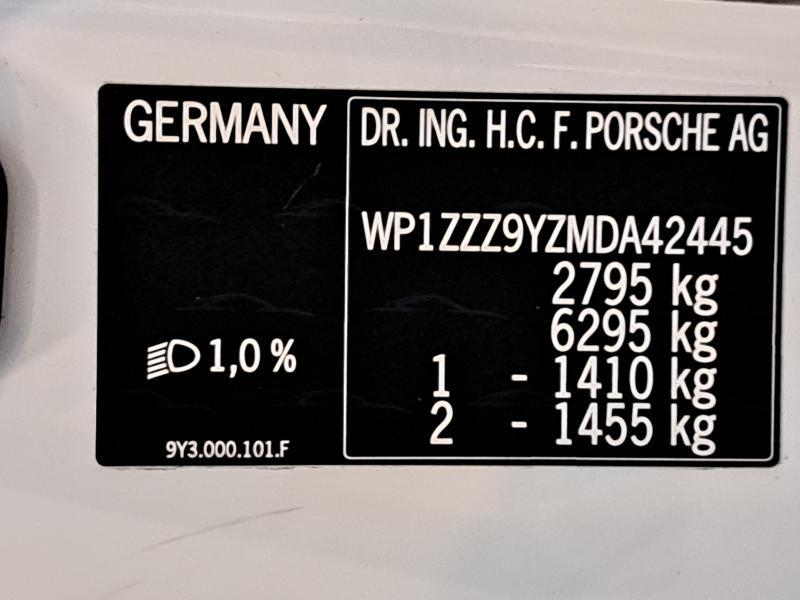 GERMANY
1,0 %
9Y3.000.101.F
DR. ING. H.C. F. PORSCHE AG
WP1ZZZ9YZMDA42445
2795 kg
6295 kg
1 - 1410 kg
2 - 1455 kg